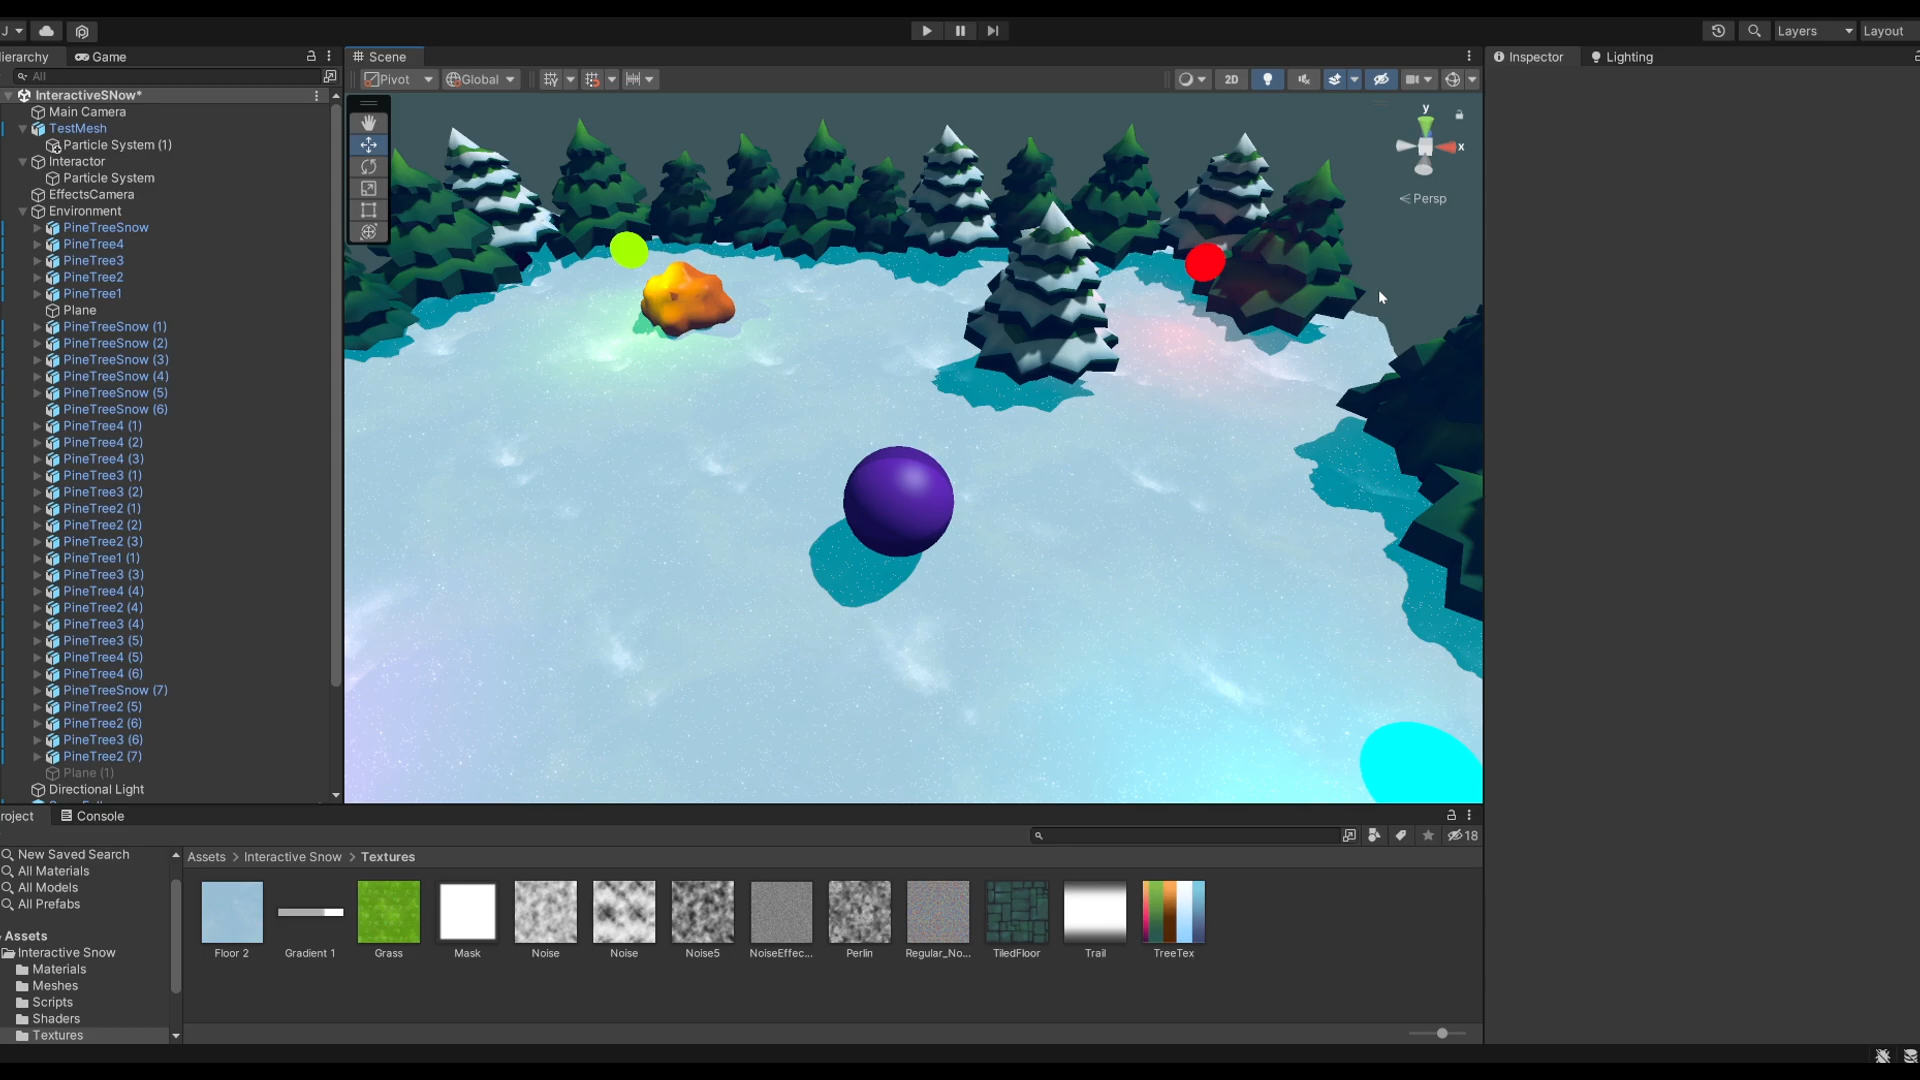 J
Layers
Layout
Hierarchy
Game
Scene
Inspector
Lighting
All
Pivot
Global
2D
InteractiveSNow*
Main Camera
TestMesh
Particle System (1)
Interactor
Particle System
EffectsCamera
Environment
PineTreeSnow
PineTree4
PineTree3
PineTree2
PineTree1
Plane
PineTreeSnow (1)
PineTreeSnow (2)
PineTreeSnow (3)
PineTreeSnow (4)
PineTreeSnow (5)
PineTreeSnow (6)
PineTree4 (1)
PineTree4 (2)
PineTree4 (3)
PineTree3 (1)
PineTree3 (2)
PineTree2 (1)
PineTree2 (2)
PineTree2 (3)
PineTree1 (1)
PineTree3 (3)
PineTree4 (4)
PineTree2 (4)
PineTree3 (4)
PineTree3 (5)
PineTree4 (5)
PineTree4 (6)
PineTreeSnow (7)
PineTree2 (5)
PineTree2 (6)
PineTree3 (6)
PineTree2 (7)
Plane (1)
Directional Light
y
x
Persp
roject
Console
18
New Saved Search
All Materials
All Models
All Prefabs
Assets
Interactive Snow
Materials
Meshes
Scripts
Shaders
Textures
Assets > Interactive Snow > Textures
Floor 2
Gradient 1
Grass
Mask
Noise
Noise
Noise5
NoiseEffec...
Perlin
Regular_No...
TiledFloor
Trail
TreeTex